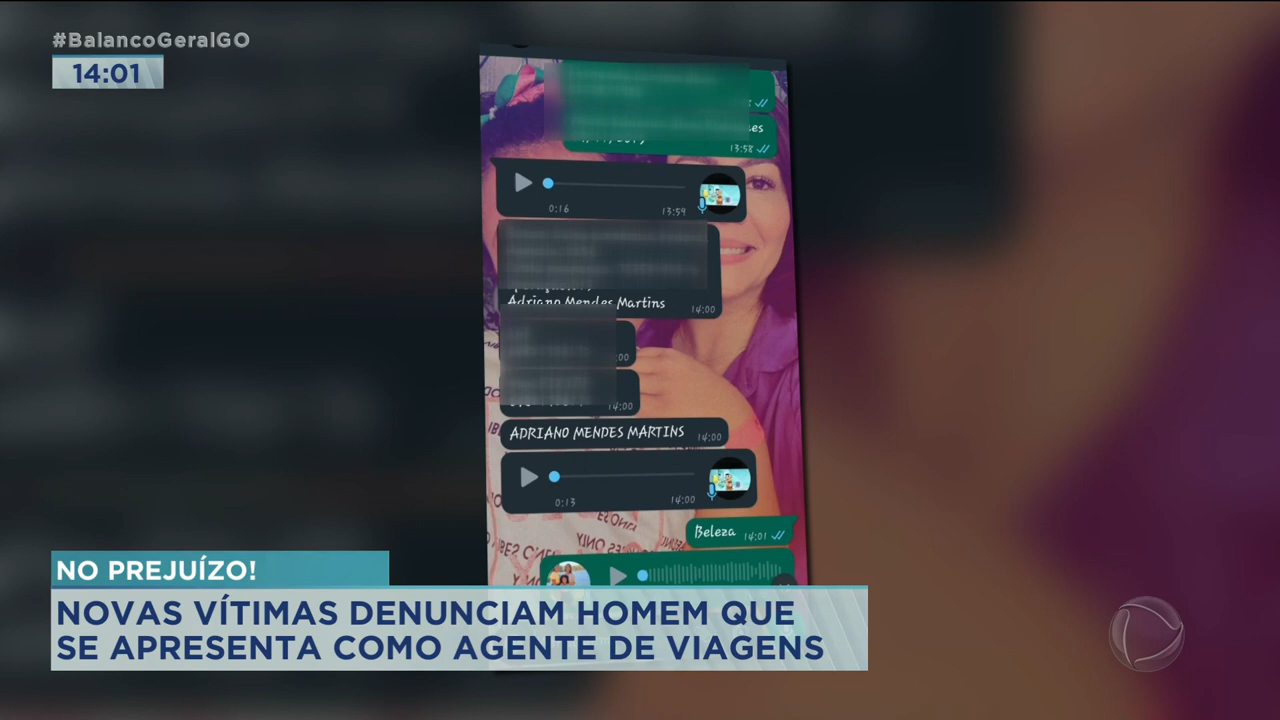 #BalancoGeralGO
14:01
13:58
0:16
13:59
Adriano Mendes Martins
14:00
14:00
ADRIANO MENDES MARTINS
14:00
0:13
14:00
Beleza 14:01
NO PREJUÍZO!
NOVAS VÍTIMAS DENUNCIAM HOMEM QUE
SE APRESENTA COMO AGENTE DE VIAGENS